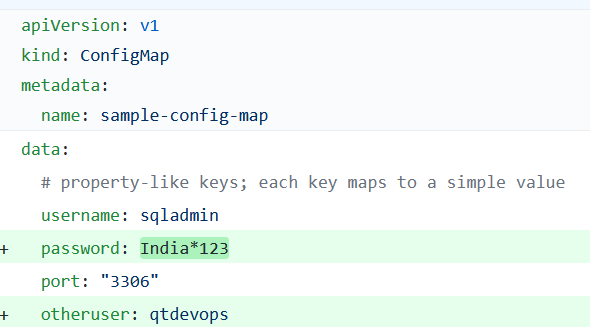 apiVersion: v1
kind: ConfigMap
metadata:
  name: sample-config-map
data:
  # property-like keys; each key maps to a simple value
  username: sqladmin
+ password: India*123
  port: "3306"
+ otheruser: qtdevops